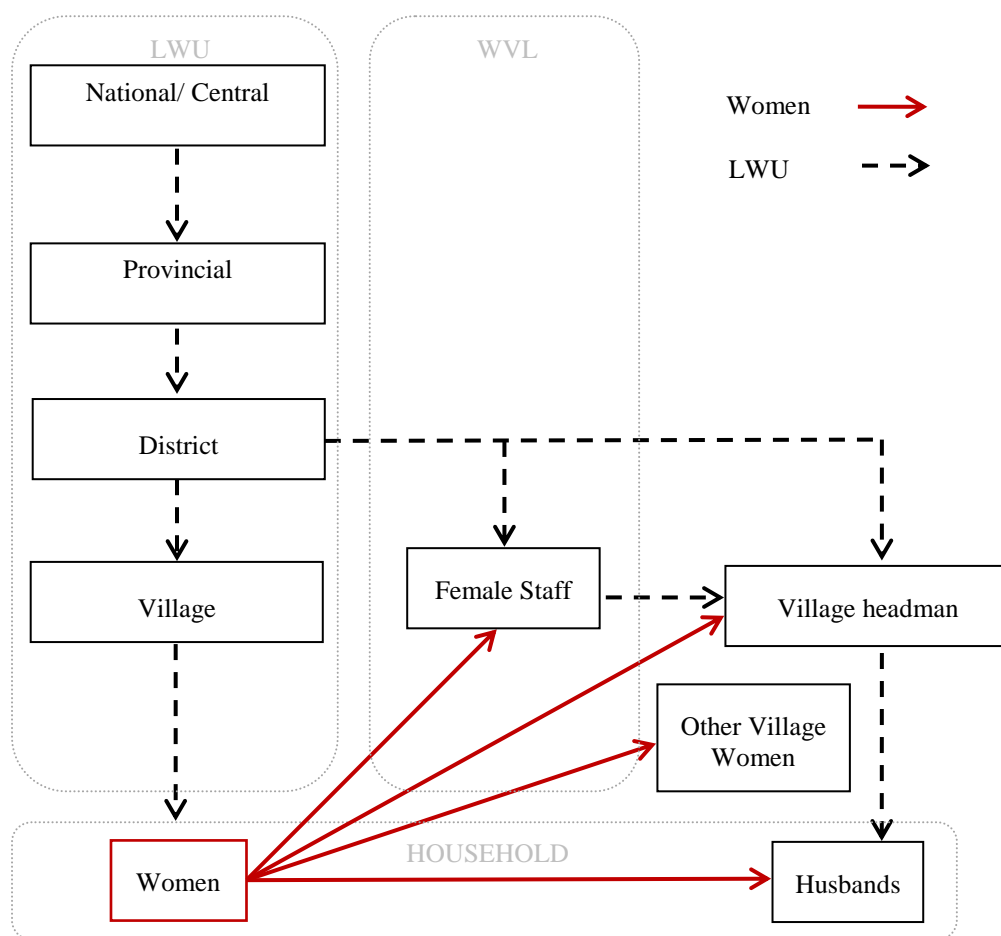 LWU
WVL
National/ Central
Women
LWU
Provincial
District
Village
Female Staff
Village headman
Other Village
Women
HOUSEHOLD
Women
Husbands